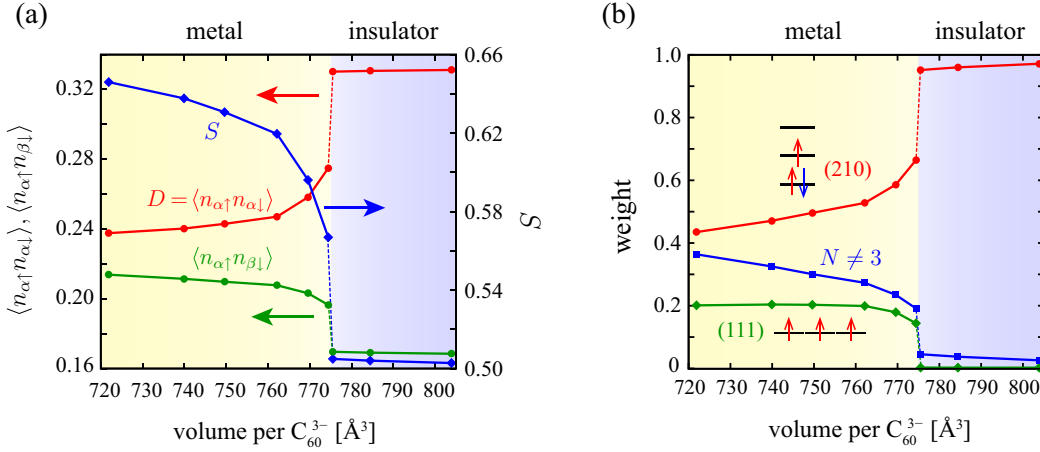 (a)
metal insulator
0.32
0.28
0.24
0.20
0.16
⟨n_{α↑}n_{α↓}⟩, ⟨n_{α↑}n_{β↓}⟩
S
D = ⟨n_{α↑}n_{α↓}⟩
⟨n_{α↑}n_{β↓}⟩
0.66
0.62
0.58
0.54
0.50
S
720 730 740 750 760 770 780 790 800
volume per C_{60}^{3−} [Å³]
(b)
metal insulator
1.0
0.8
0.6
0.4
0.2
0
weight
(210)
N ≠ 3
(111)
720 730 740 750 760 770 780 790 800
volume per C_{60}^{3−} [Å³]